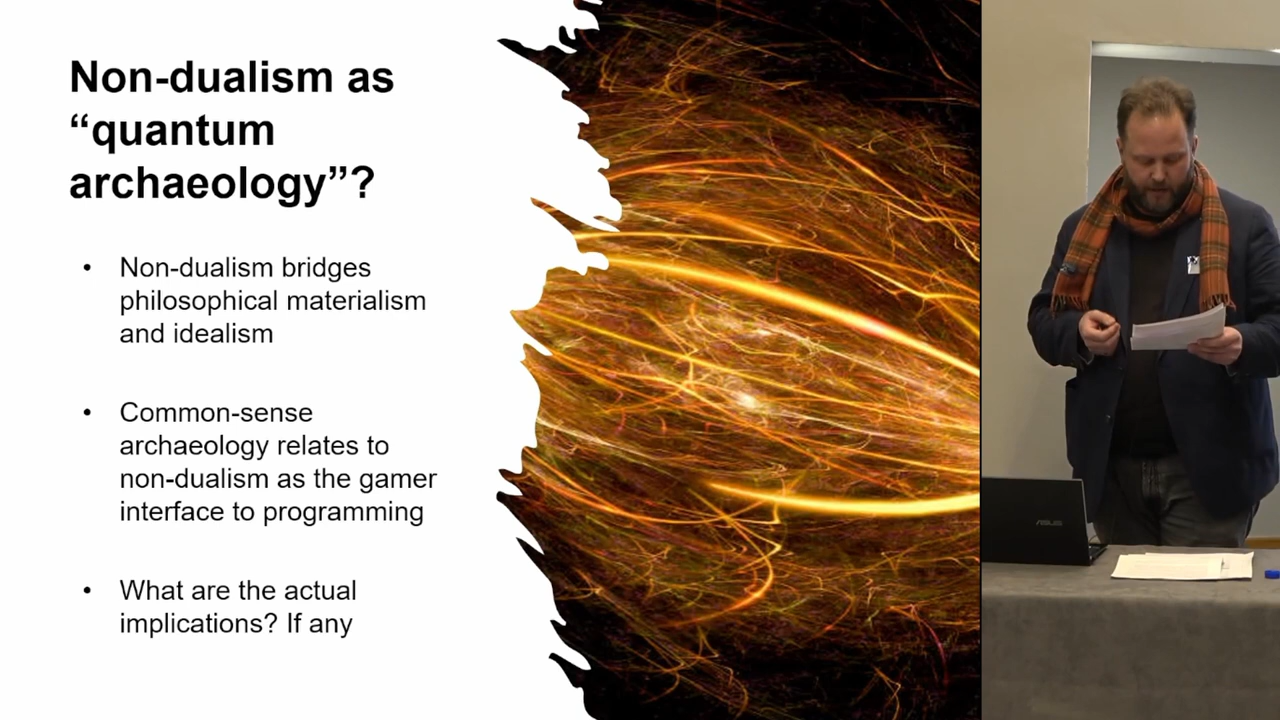 Non-dualism as
“quantum
archaeology”?
• Non-dualism bridges
philosophical materialism
and idealism
• Common-sense
archaeology relates to
non-dualism as the gamer
interface to programming
• What are the actual
implications? If any
ASUS